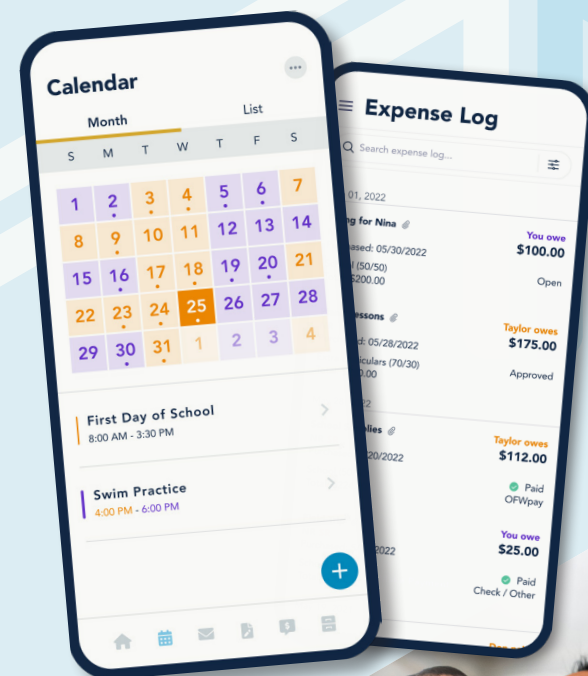 Calendar
Month List
S M T W T F S
1 2 3 4 5 6 7
8 9 10 11 12 13 14
15 16 17 18 19 20 21
22 23 24 25 26 27 28
29 30 31 1 2 3 4
First Day of School
8:00 AM - 3:30 PM
Swim Practice
4:00 PM - 6:00 PM
Expense Log
Search expense log...
01, 2022
for Nina
You owe
05/30/2022
$100.00
(50/50)
$200.00
Open
Taylor owes
05/28/2022
$175.00
(70/30)
Approved
Taylor owes
20/2022
$112.00
Paid
OFWpay
You owe
2022
$25.00
Paid
Check / Other